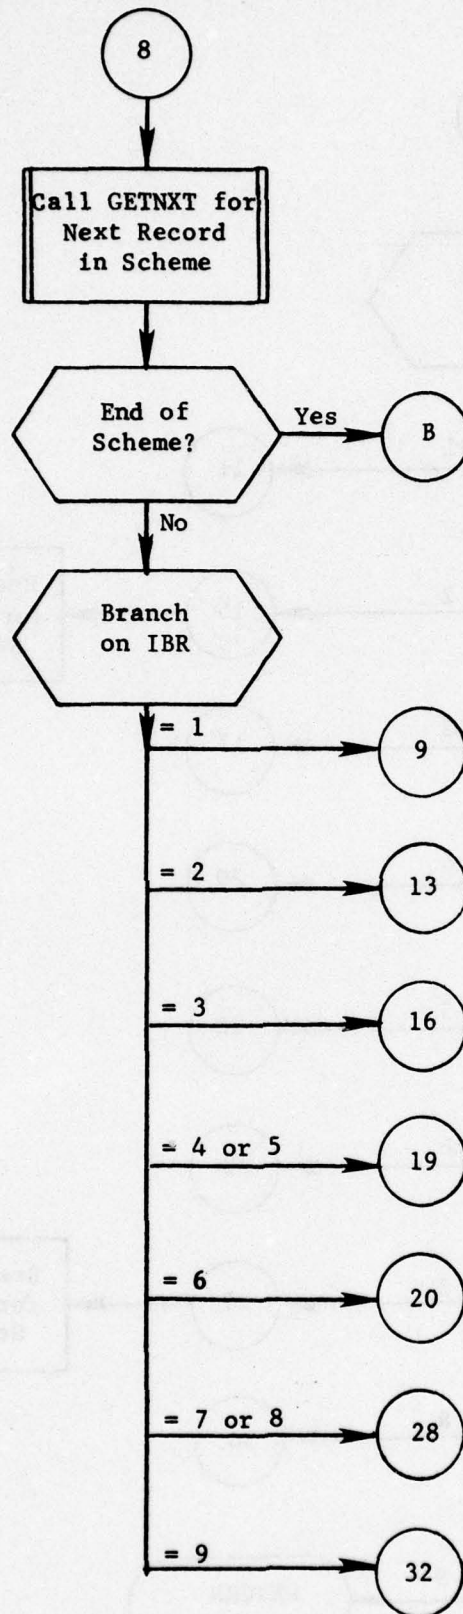 8
Call GETNXT for
Next Record
in Scheme
End of
Scheme?
Yes
B
No
Branch
on IBR
= 1
9
= 2
13
= 3
16
= 4 or 5
19
= 6
20
= 7 or 8
28
= 9
32